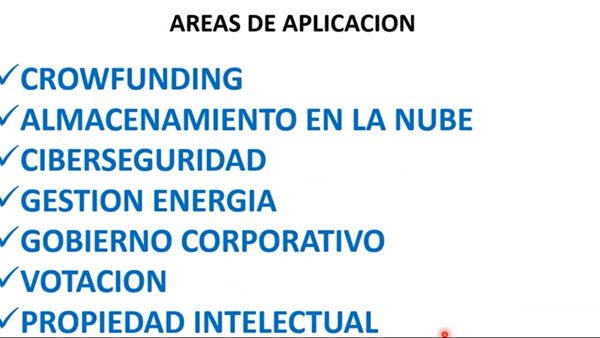 AREAS DE APLICACION
✓CROWFUNDING
✓ALMACENAMIENTO EN LA NUBE
✓CIBERSEGURIDAD
✓GESTION ENERGIA
✓GOBIERNO CORPORATIVO
✓VOTACION
✓PROPIEDAD INTELECTUAL